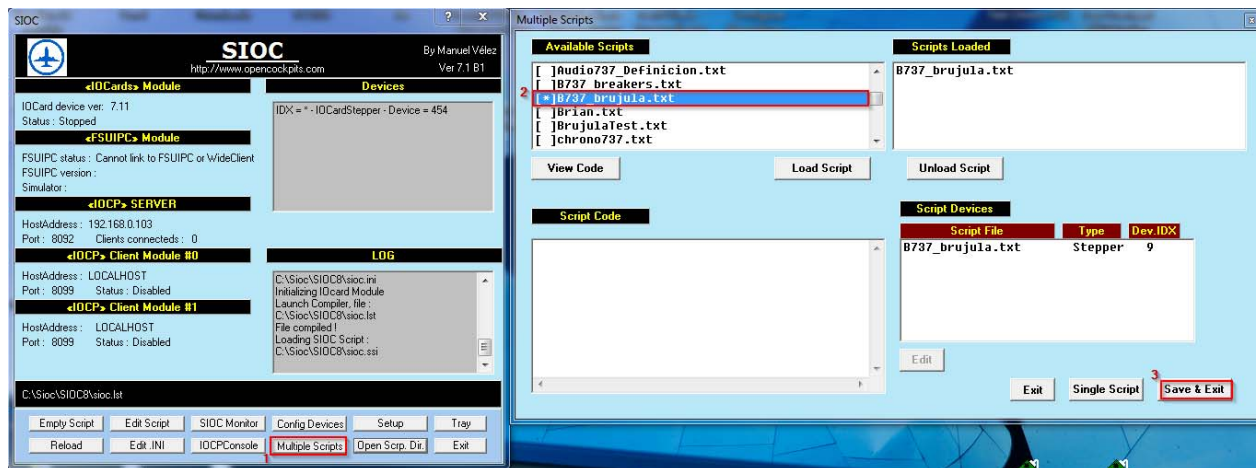 SIOC
SIOC
http://www.opencockpits.com
By Manuel Vélez
Ver 7.1 B1
«IOCards» Module
IOCard device ver: 7.11
Status : Stopped
«FSUIPC» Module
FSUIPC status : Cannot link to FSUIPC or WideClient
FSUIPC version :
Simulator :
«IOCP» SERVER
HostAddress : 192.168.0.103
Port : 8092 Clients connecteds : 0
«IOCP» Client Module #0
HostAddress : LOCALHOST
Port : 8099 Status : Disabled
«IOCP» Client Module #1
HostAddress : LOCALHOST
Port : 8099 Status : Disabled
Devices
IDX = * - IOCardStepper - Device = 454
LOG
C:\Sioc\SIOC8\sioc.ini
Initializing IOcard Module
Launch Compiler, file :
C:\Sioc\SIOC8\sioc.lst
File compiled !
Loading SIOC Script :
C:\Sioc\SIOC8\sioc.ssi
C:\Sioc\SIOC8\sioc.lst
Empty Script Edit Script SIOC Monitor Config Devices Setup Tray
Reload Edit .INI IOCPConsole Multiple Scripts Open Scrp. Dir. Exit
1
Multiple Scripts
Available Scripts
[ ]Audio737_Definicion.txt
[ ]B737 breakers.txt
2
[*]B737_brujula.txt
[ ]Brian.txt
[ ]BrujulaTest.txt
[ ]chrono737.txt
View Code Load Script
Scripts Loaded
B737_brujula.txt
Unload Script
Script Code
Script Devices
Script File Type Dev.IDX
B737_brujula.txt Stepper 9
Edit
3
Exit Single Script Save & Exit